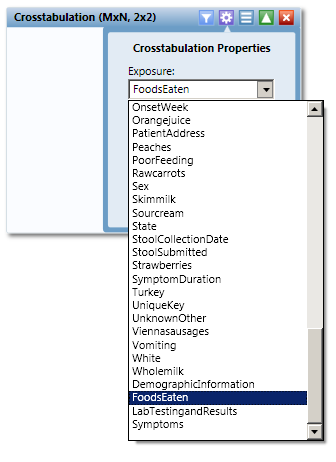 Crosstabulation (MxN, 2x2)
Crosstabulation Properties
Exposure:
FoodsEaten
OnsetWeek
Orangejuice
PatientAddress
Peaches
PoorFeeding
Rawcarrots
Sex
Skimmilk
Sourcream
State
StoolCollectionDate
StoolSubmitted
Strawberries
SymptomDuration
Turkey
UniqueKey
UnknownOther
Viennasausages
Vomiting
White
Wholemilk
DemographicInformation
FoodsEaten
LabTestingandResults
Symptoms